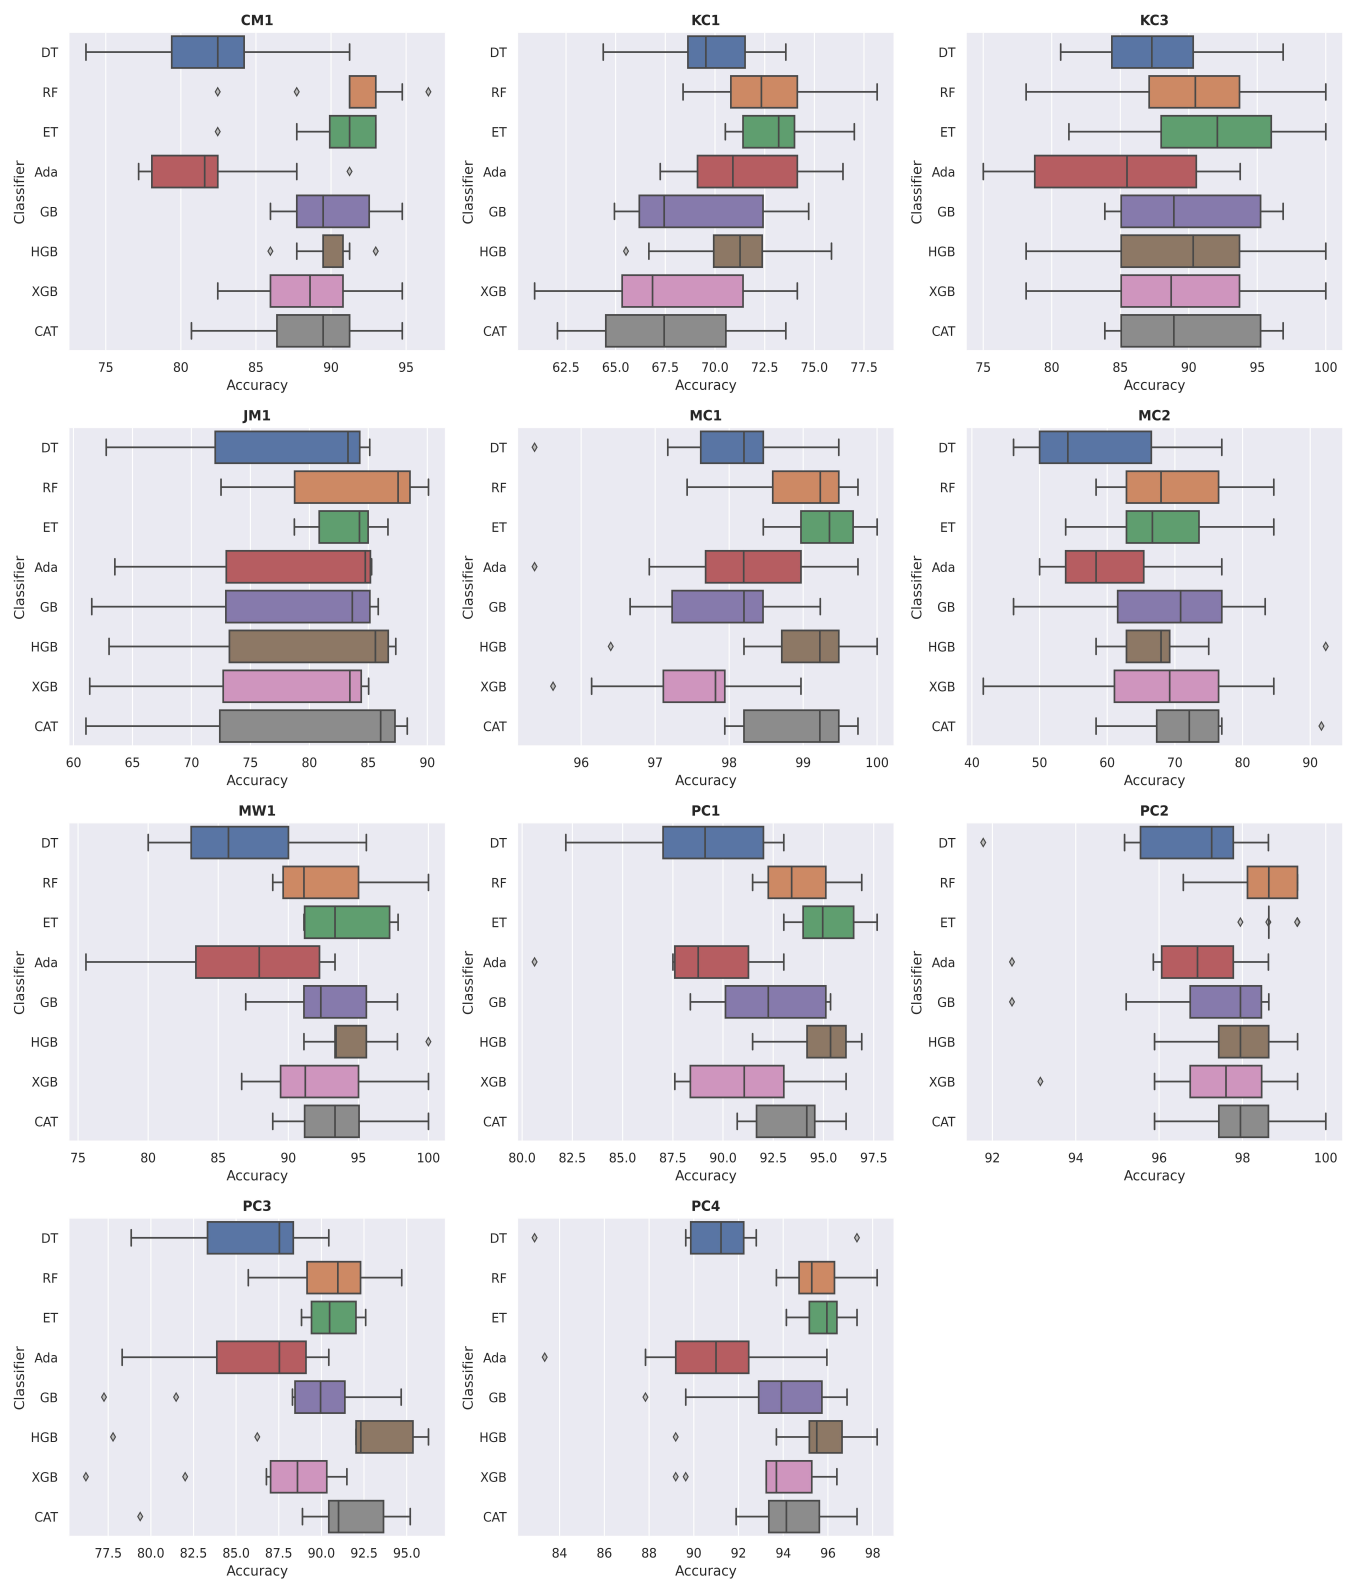 CM1
KC1
KC3
DT
RF
ET
Ada
GB
HGB
XGB
CAT
Classifier
75 80 85 90 95
Accuracy
DT
RF
ET
Ada
GB
HGB
XGB
CAT
Classifier
62.5 65.0 67.5 70.0 72.5 75.0 77.5
Accuracy
DT
RF
ET
Ada
GB
HGB
XGB
CAT
Classifier
75 80 85 90 95 100
Accuracy
JM1
MC1
MC2
DT
RF
ET
Ada
GB
HGB
XGB
CAT
Classifier
60 65 70 75 80 85 90
Accuracy
DT
RF
ET
Ada
GB
HGB
XGB
CAT
Classifier
96 97 98 99 100
Accuracy
DT
RF
ET
Ada
GB
HGB
XGB
CAT
Classifier
40 50 60 70 80 90
Accuracy
MW1
PC1
PC2
DT
RF
ET
Ada
GB
HGB
XGB
CAT
Classifier
75 80 85 90 95 100
Accuracy
DT
RF
ET
Ada
GB
HGB
XGB
CAT
Classifier
80.0 82.5 85.0 87.5 90.0 92.5 95.0 97.5
Accuracy
DT
RF
ET
Ada
GB
HGB
XGB
CAT
Classifier
92 94 96 98 100
Accuracy
PC3
PC4
DT
RF
ET
Ada
GB
HGB
XGB
CAT
Classifier
77.5 80.0 82.5 85.0 87.5 90.0 92.5 95.0
Accuracy
DT
RF
ET
Ada
GB
HGB
XGB
CAT
Classifier
84 86 88 90 92 94 96 98
Accuracy